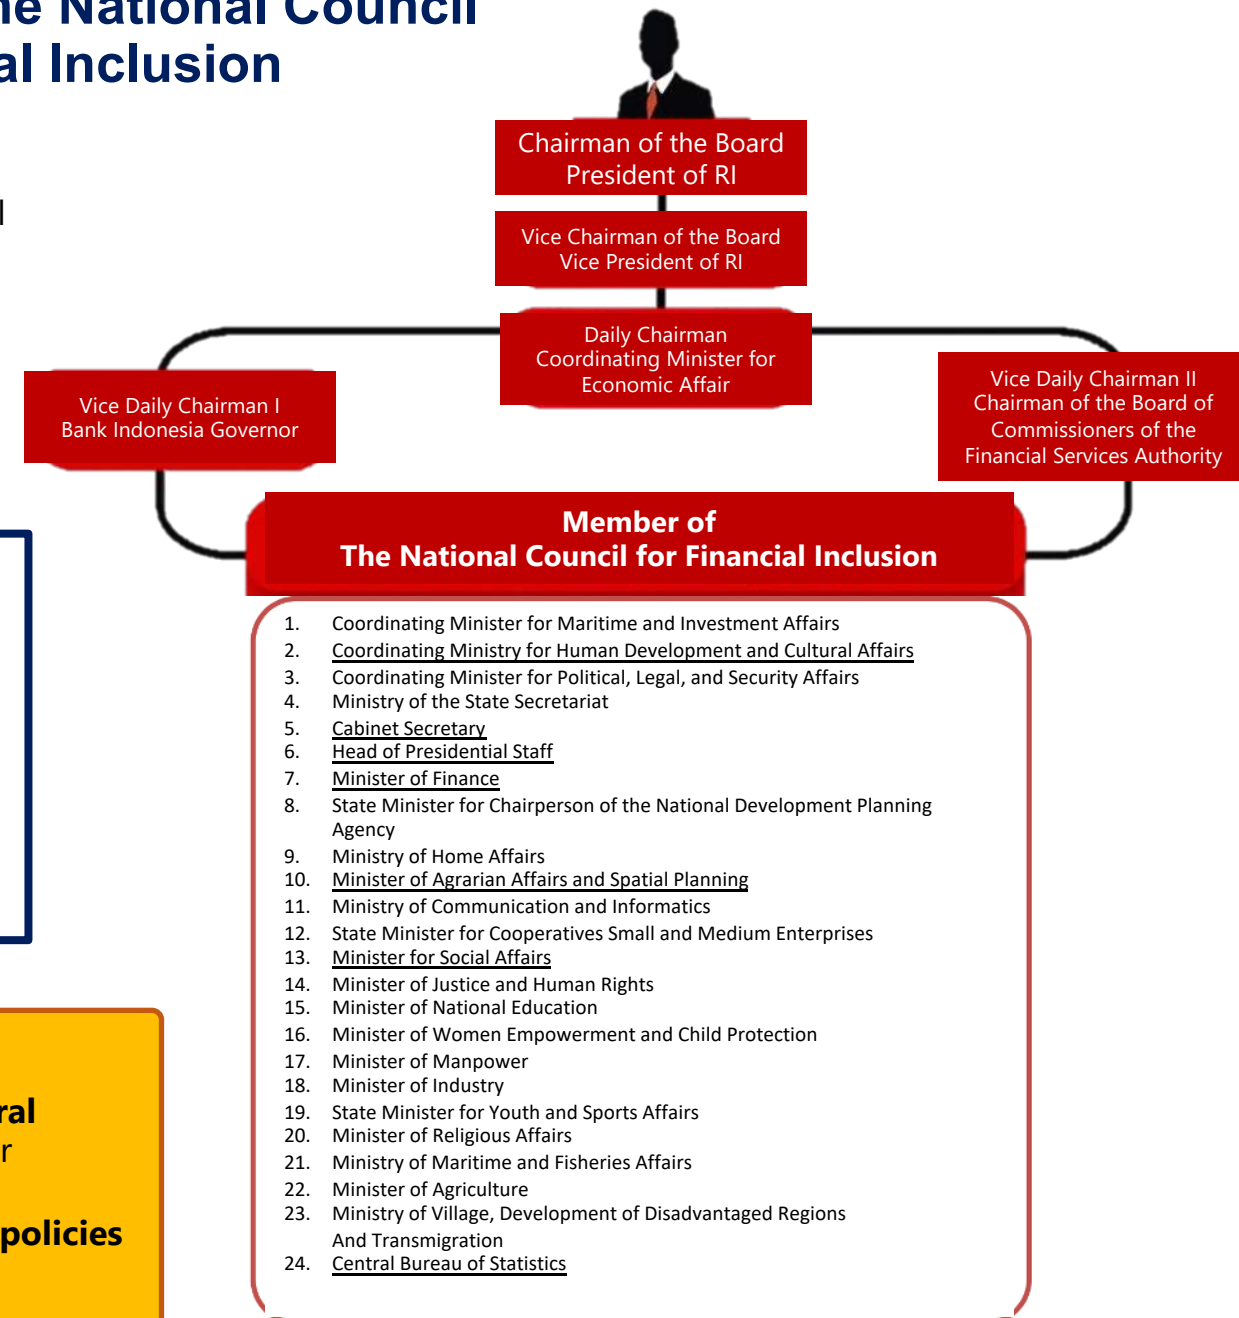 he National Council
al Inclusion
l
Chairman of the Board
President of RI
Vice Chairman of the Board
Vice President of RI
Daily Chairman
Coordinating Minister for
Economic Affair
Vice Daily Chairman I
Bank Indonesia Governor
Vice Daily Chairman II
Chairman of the Board of
Commissioners of the
Financial Services Authority
Member of
The National Council for Financial Inclusion
1. Coordinating Minister for Maritime and Investment Affairs
2. Coordinating Ministry for Human Development and Cultural Affairs
3. Coordinating Minister for Political, Legal, and Security Affairs
4. Ministry of the State Secretariat
5. Cabinet Secretary
6. Head of Presidential Staff
7. Minister of Finance
8. State Minister for Chairperson of the National Development Planning
Agency
9. Ministry of Home Affairs
10. Minister of Agrarian Affairs and Spatial Planning
11. Ministry of Communication and Informatics
12. State Minister for Cooperatives Small and Medium Enterprises
13. Minister for Social Affairs
14. Minister of Justice and Human Rights
15. Minister of National Education
16. Minister of Women Empowerment and Child Protection
17. Minister of Manpower
18. Minister of Industry
19. State Minister for Youth and Sports Affairs
20. Minister of Religious Affairs
21. Ministry of Maritime and Fisheries Affairs
22. Minister of Agriculture
23. Ministry of Village, Development of Disadvantaged Regions
And Transmigration
24. Central Bureau of Statistics
ral
r
policies